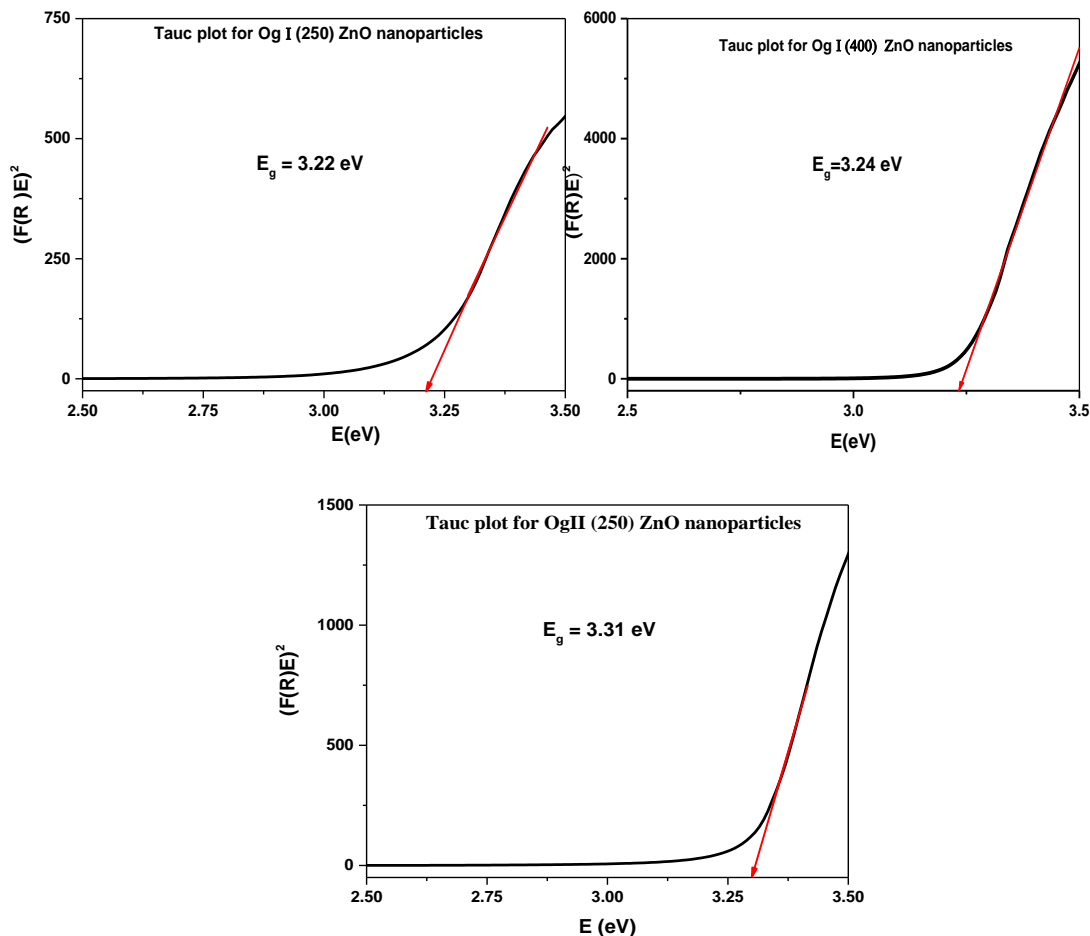 Tauc plot for Og I (250) ZnO nanoparticles
E_g = 3.22 eV
(F(R )E)²
750
500
250
0
2.50 2.75 3.00 3.25 3.50
E(eV)
Tauc plot for Og I (400) ZnO nanoparticles
E_g=3.24 eV
(F(R)E)²
6000
4000
2000
0
2.5 3.0 3.5
E(eV)
Tauc plot for OgII (250) ZnO nanoparticles
E_g = 3.31 eV
(F(R)E)²
1500
1000
500
0
2.50 2.75 3.00 3.25 3.50
E (eV)